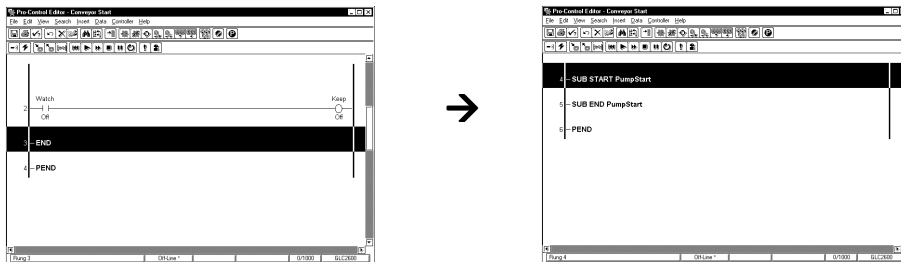 Pro-Control Editor - Conveyor Start
File Edit View Search Insert Data Controller Help
Watch
Keep
2
Off
Off
3 END
4 PEND
Rung 3
Off-Line *
0/1000
GLC2600
Pro-Control Editor - Conveyor Start
File Edit View Search Insert Data Controller Help
4 SUB START PumpStart
5 SUB END PumpStart
6 PEND
Rung 4
Off-Line *
0/1000
GLC2600